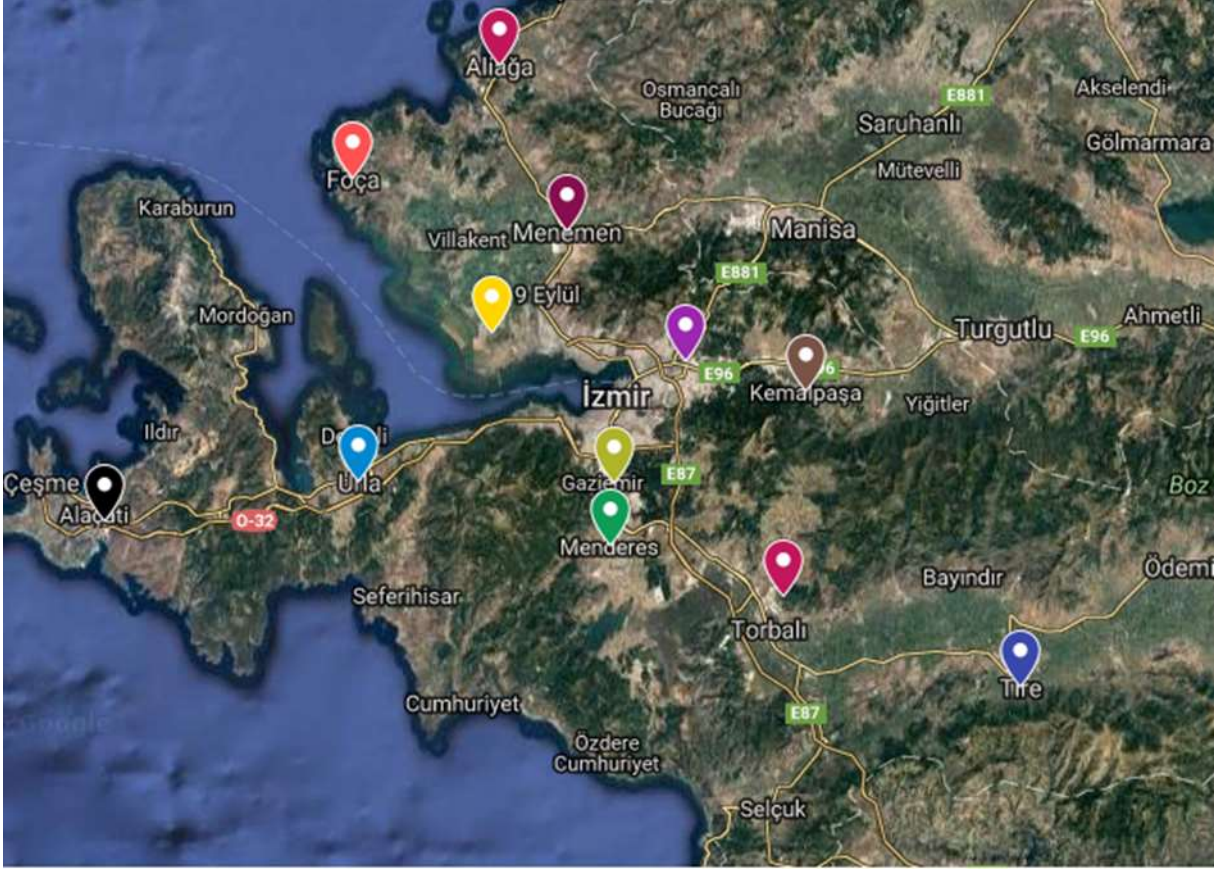 Aliağa
Osmancalı
Bucağı
E881
Akselendi
Saruhanlı
Gölmarmara
Mütevelli
Foça
Karaburun
Villakent
Menemen
Manisa
E881
9 Eylül
Mordoğan
Turgutlu
Ahmetli
E96
E96
Kemalpaşa
İzmir
Yiğitler
Ildır
Urla
Gaziemir
E87
Çeşme
Alaçatı
Boz
O-32
Menderes
Bayındır
Ödemi
Seferihisar
Torbalı
Tire
Cumhuriyet
E87
Google
Özdere
Cumhuriyet
Selçuk